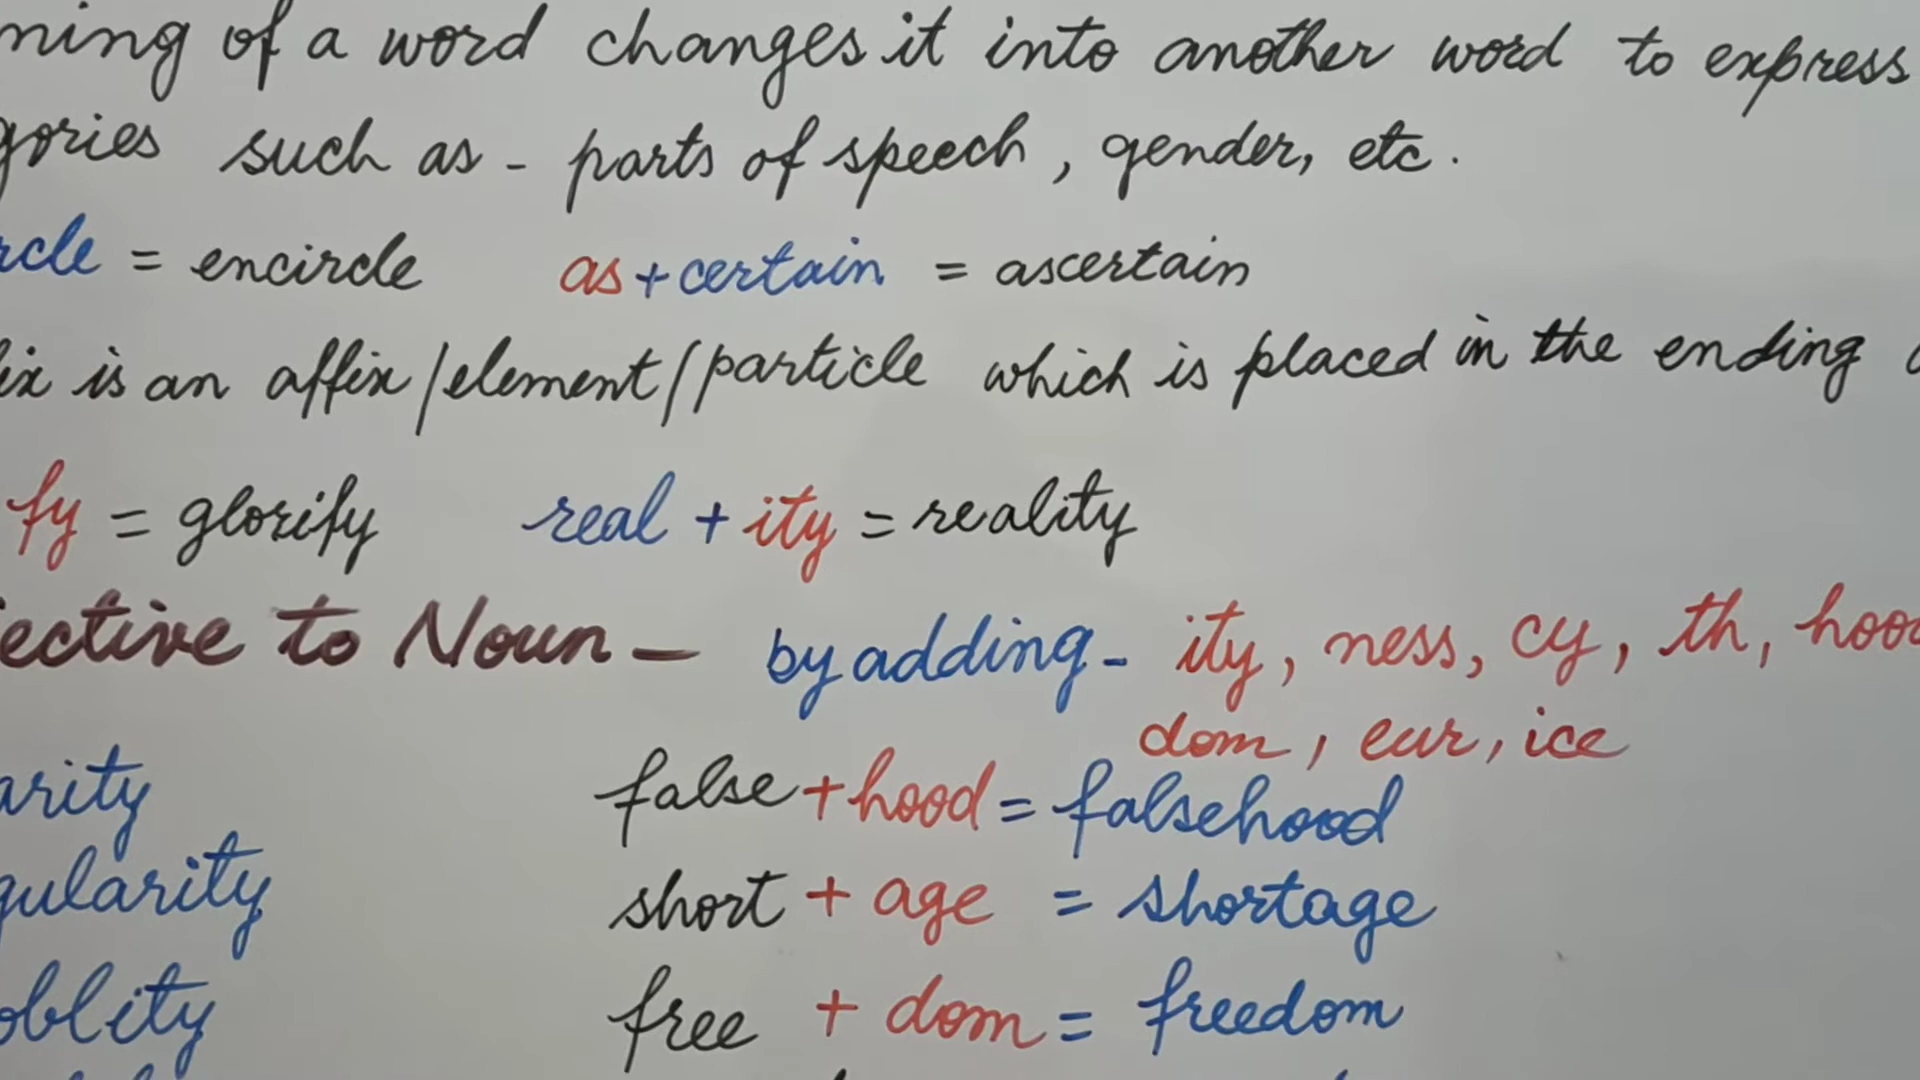 ning of a word changes it into another word to express
gories such as - parts of speech, gender, etc.
rcle = encircle as + certain = ascertain
ix is an affix/element/particle which is placed in the ending
fy = glorify real + ity = reality
ective to Noun - by adding - ity, ness, cy, th, hood
dom, eur, ice
arity false + hood = falsehood
gularity short + age = shortage
oblity free + dom = freedom